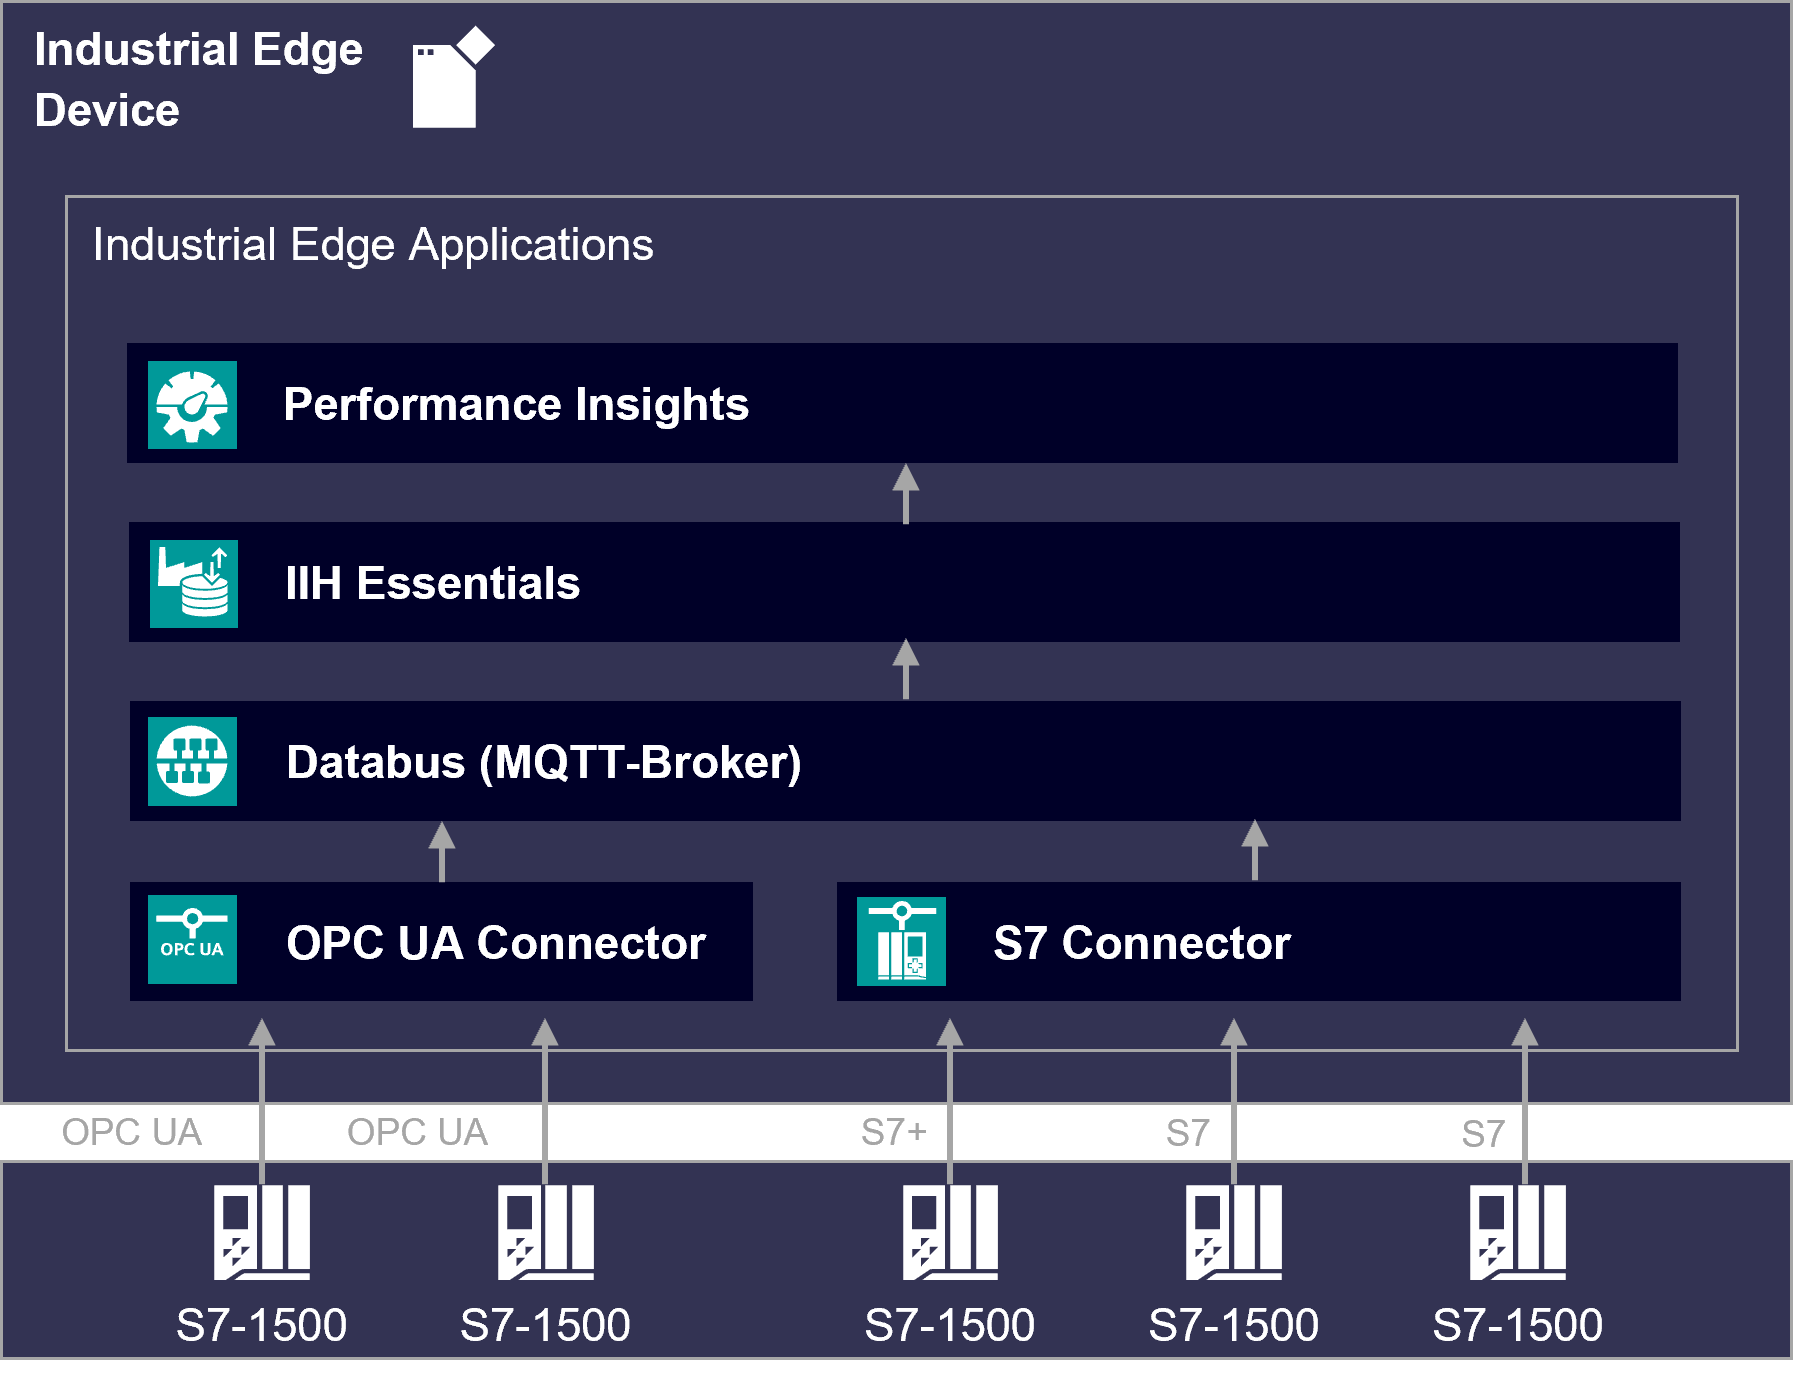 Industrial Edge
Device
Industrial Edge Applications
Performance Insights
IIH Essentials
Databus (MQTT-Broker)
OPC UA
OPC UA Connector
S7 Connector
OPC UA
OPC UA
S7+
S7
S7
S7-1500
S7-1500
S7-1500
S7-1500
S7-1500